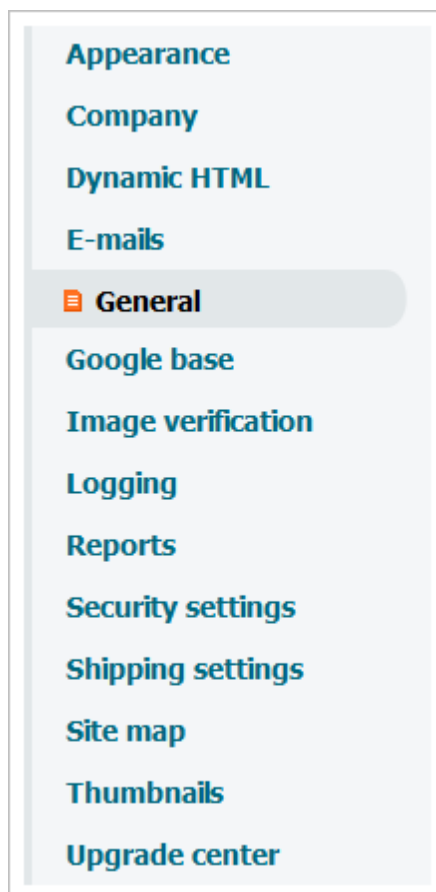 Appearance
Company
Dynamic HTML
E-mails
General
Google base
Image verification
Logging
Reports
Security settings
Shipping settings
Site map
Thumbnails
Upgrade center